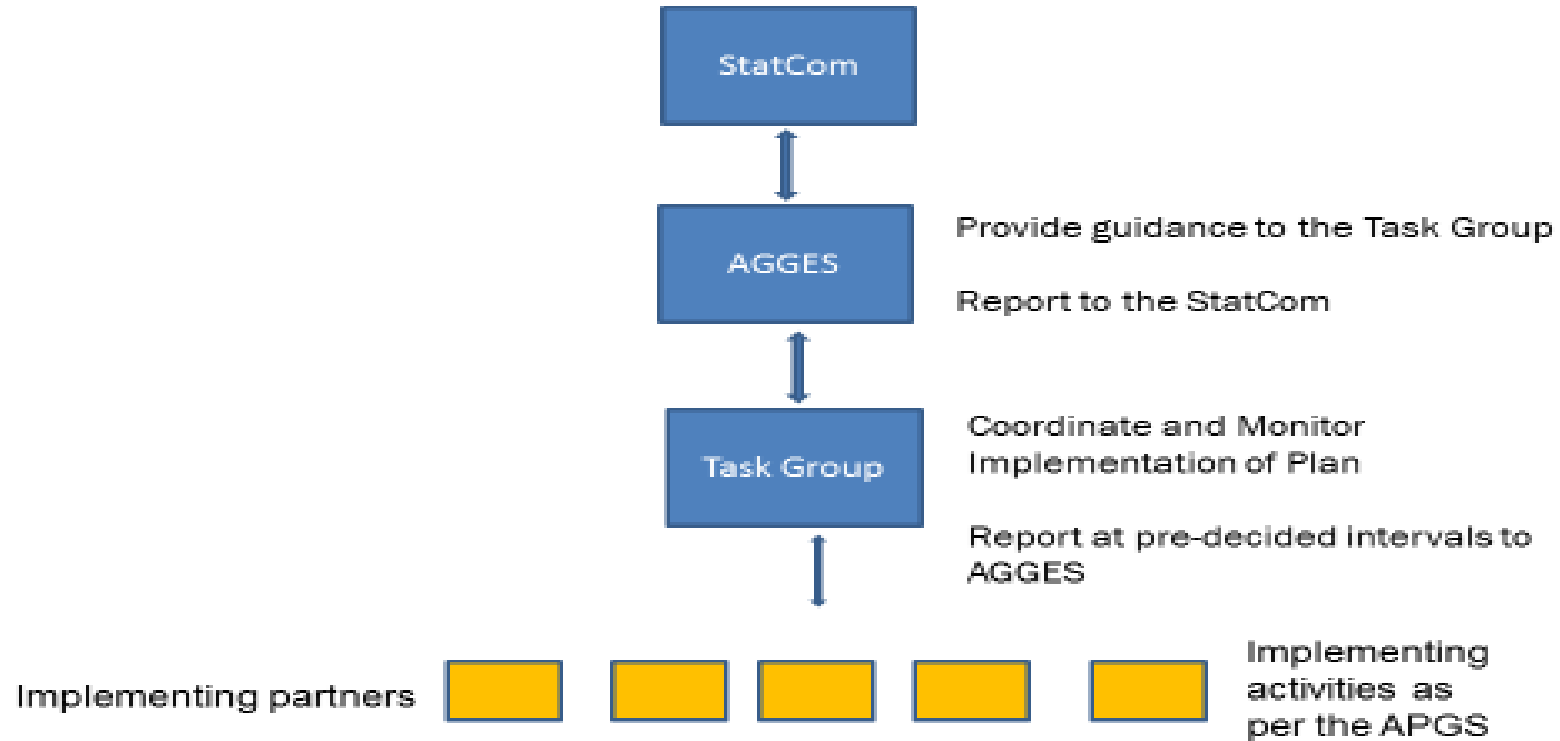 StatCom
AGGES
Provide guidance to the Task Group
Report to the StatCom
Task Group
Coordinate and Monitor
Implementation of Plan
Report at pre-decided intervals to
AGGES
Implementing partners
Implementing
activities as
per the APGS